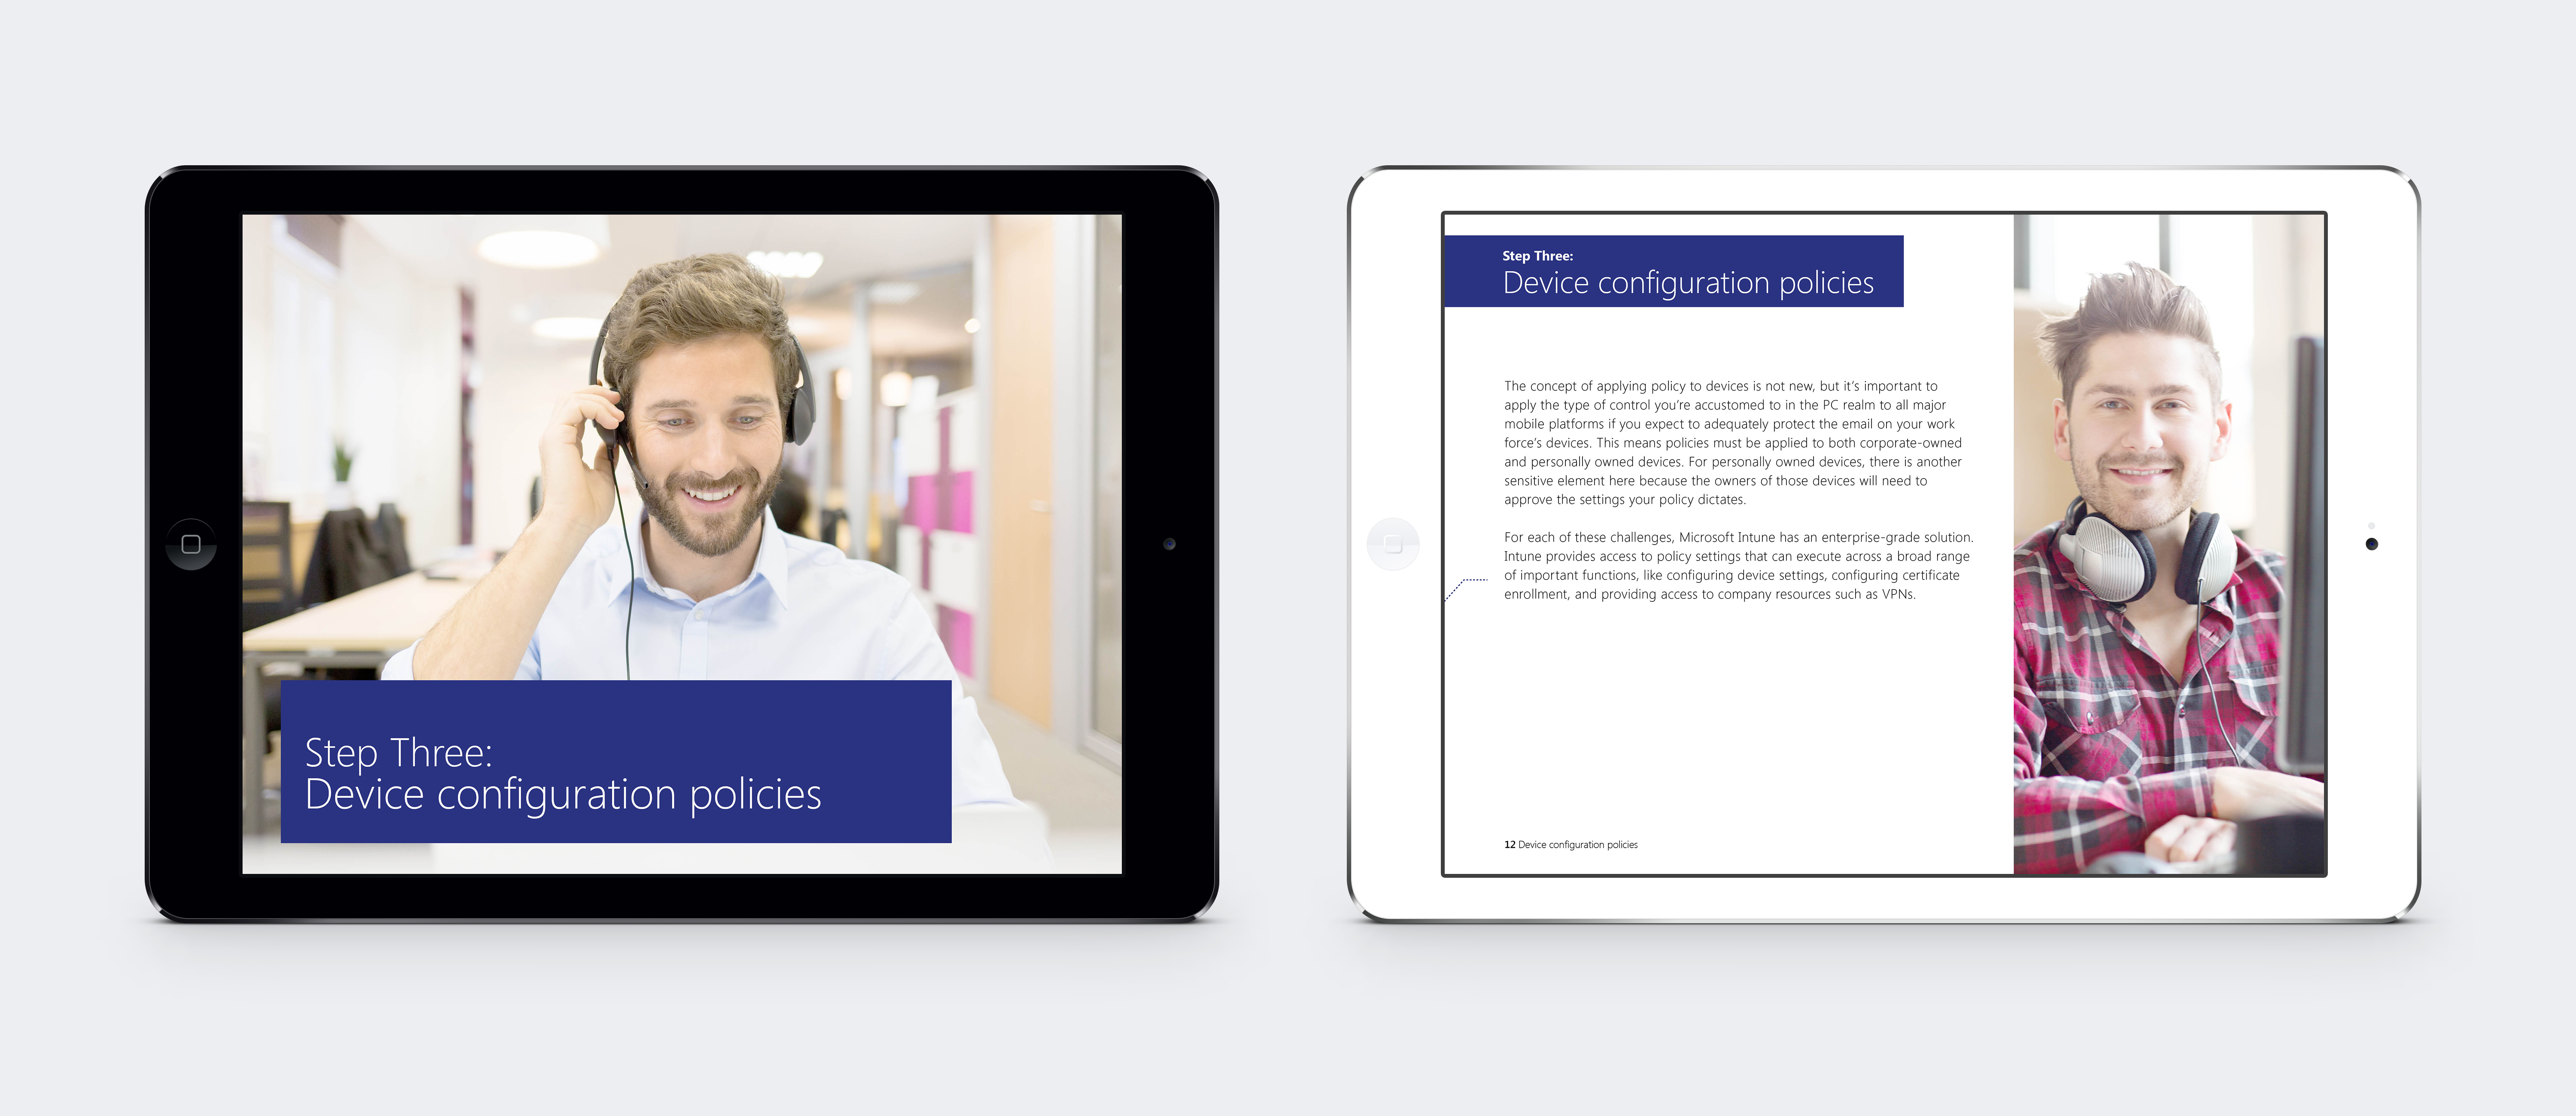 Step Three:
Device configuration policies
Step Three:
Device configuration policies
The concept of applying policy to devices is not new, but it’s important to
apply the type of control you’re accustomed to in the PC realm to all major
mobile platforms if you expect to adequately protect the email on your work
force’s devices. This means policies must be applied to both corporate-owned
and personally owned devices. For personally owned devices, there is another
sensitive element here because the owners of those devices will need to
approve the settings your policy dictates.
For each of these challenges, Microsoft Intune has an enterprise-grade solution.
Intune provides access to policy settings that can execute across a broad range
of important functions, like configuring device settings, configuring certificate
enrollment, and providing access to company resources such as VPNs.
12 Device configuration policies